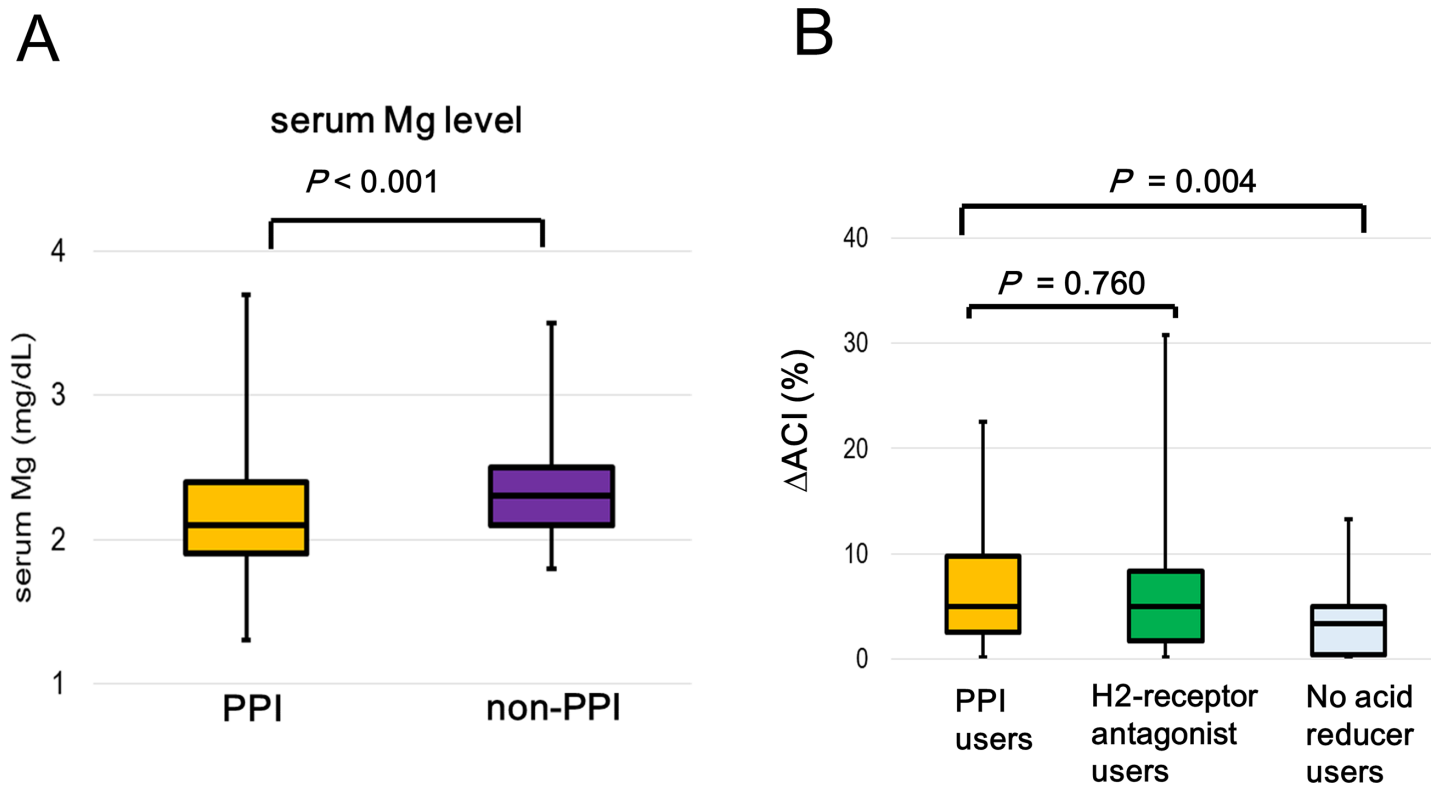 A
serum Mg level
P < 0.001
serum Mg (mg/dL)
4
3
2
1
PPI
non-PPI
B
P = 0.004
P = 0.760
ΔACI (%)
40
30
20
10
0
PPI
users
H2-receptor
antagonist
users
No acid
reducer
users